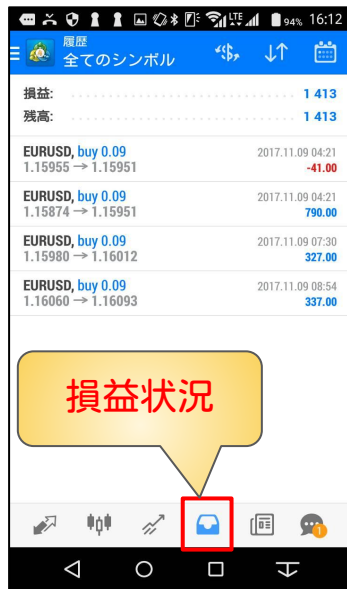 LTE 94% 16:12
履歴
全てのシンボル
損益: 1 413
残高: 1 413
EURUSD, buy 0.09 2017.11.09 04:21
1.15955 → 1.15951 -41.00
EURUSD, buy 0.09 2017.11.09 04:21
1.15874 → 1.15951 790.00
EURUSD, buy 0.09 2017.11.09 07:30
1.15980 → 1.16012 327.00
EURUSD, buy 0.09 2017.11.09 08:54
1.16060 → 1.16093 337.00
損益状況
1